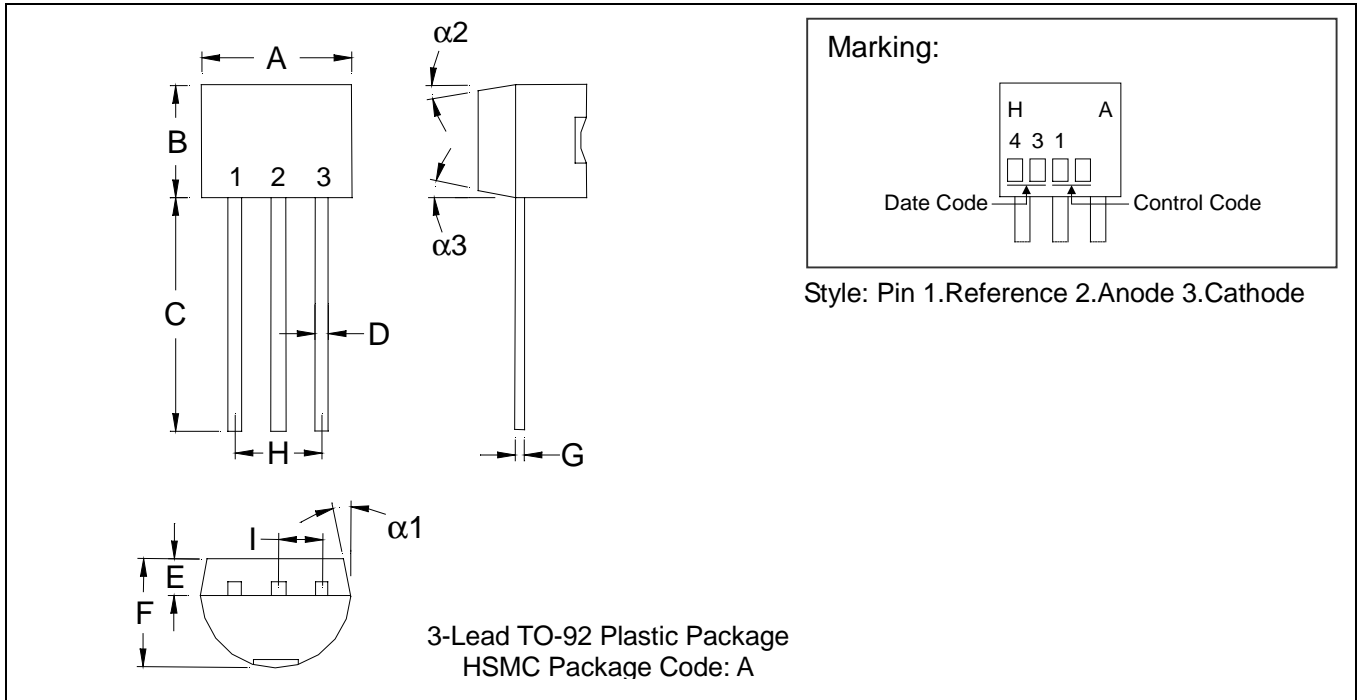 α2
A
B
1 2 3
C
α3
D
H
G
α1
I
E
F
3-Lead TO-92 Plastic Package
HSMC Package Code: A
Marking:
H A
4 3 1
Date Code
Control Code
Style: Pin 1.Reference 2.Anode 3.Cathode